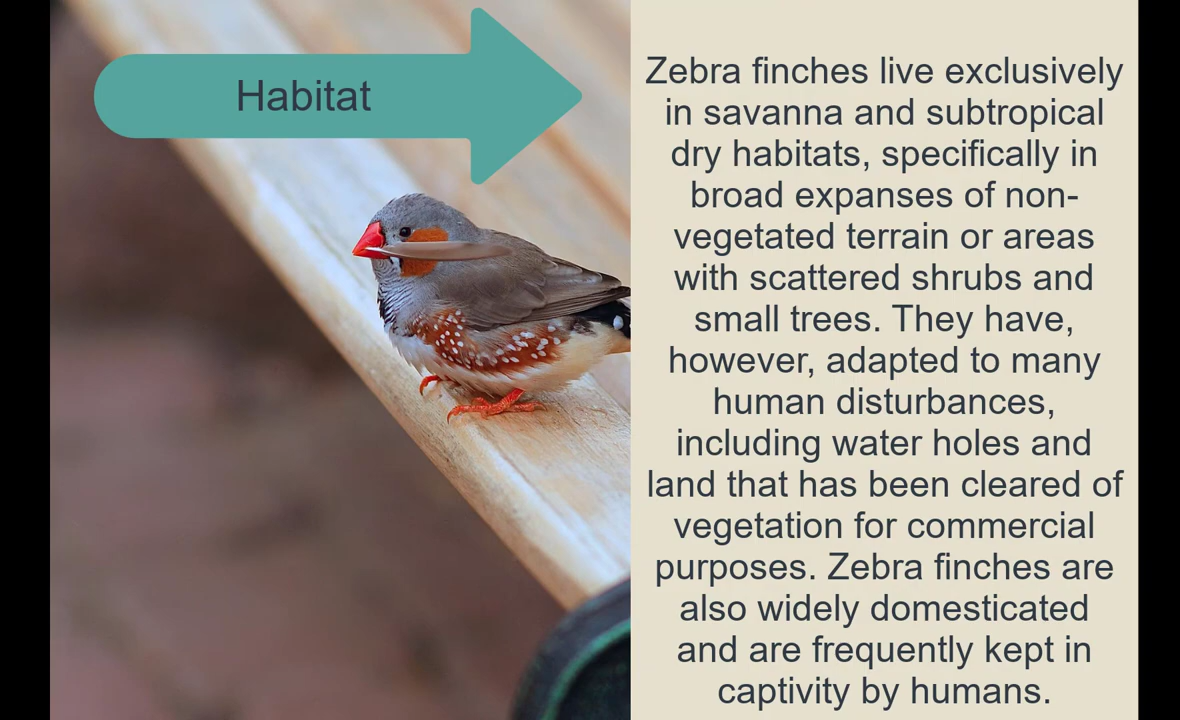 Habitat
Zebra finches live exclusively
in savanna and subtropical
dry habitats, specifically in
broad expanses of non-
vegetated terrain or areas
with scattered shrubs and
small trees. They have,
however, adapted to many
human disturbances,
including water holes and
land that has been cleared of
vegetation for commercial
purposes. Zebra finches are
also widely domesticated
and are frequently kept in
captivity by humans.